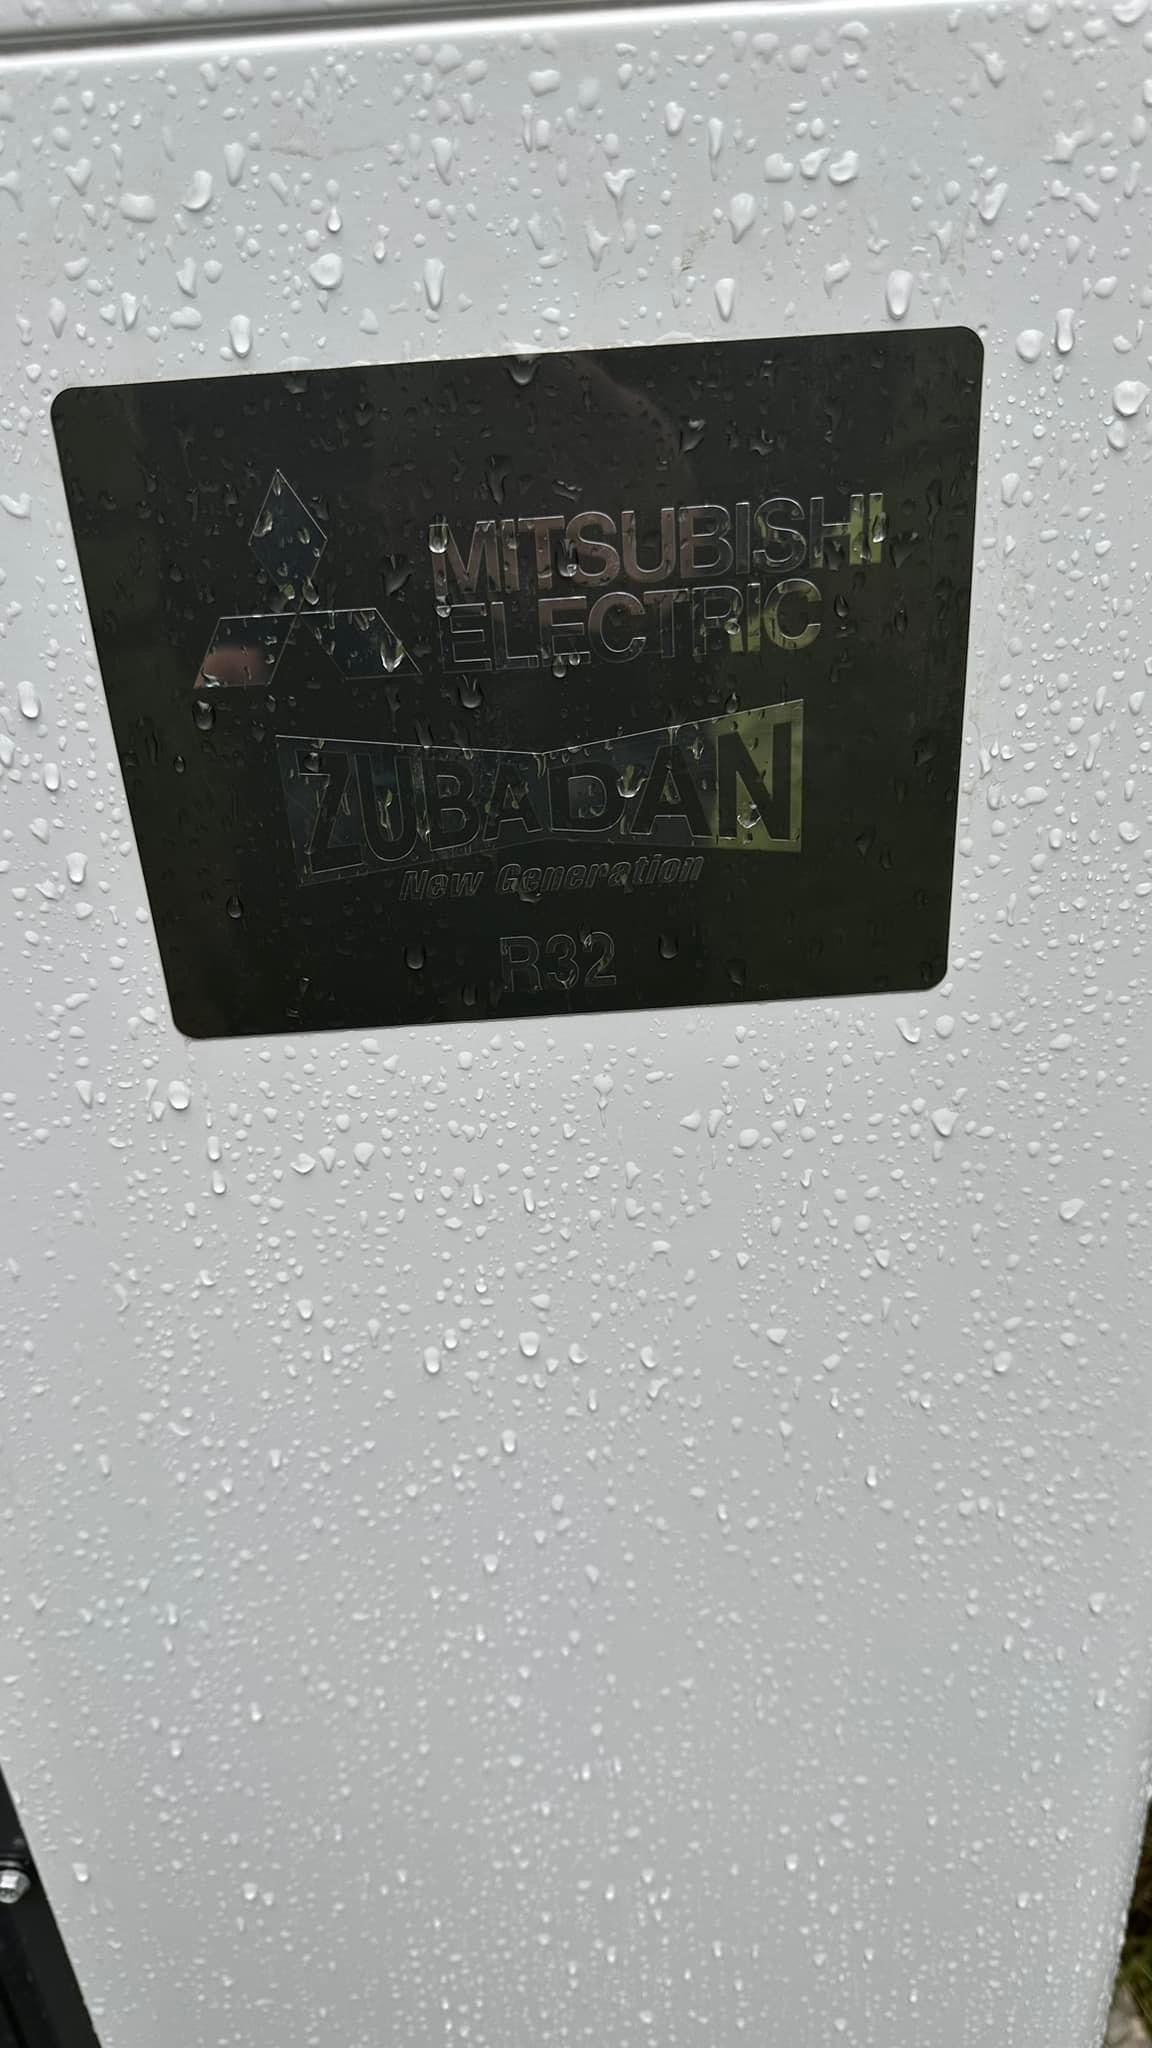 MITSUBISHI
ELECTRIC
ZUBADAN
New Generation
R32